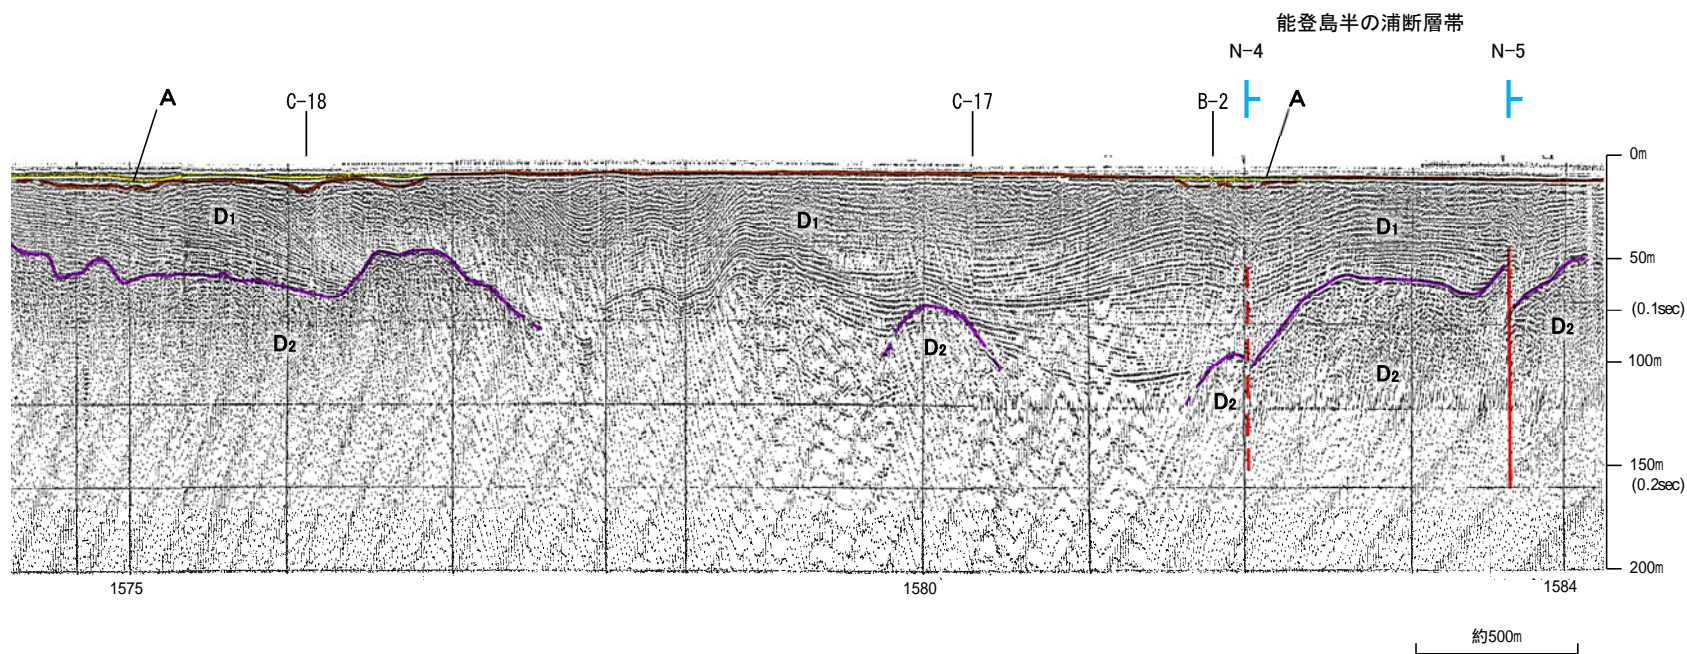 能登島半の浦断層帯
N-4 N-5
A C-18 C-17 B-2 A
0m
D1 D1 D1
50m
(0.1sec)
D2 D2 D2
100m
D2 D2
150m
(0.2sec)
200m
1575 1580 1584
約500m